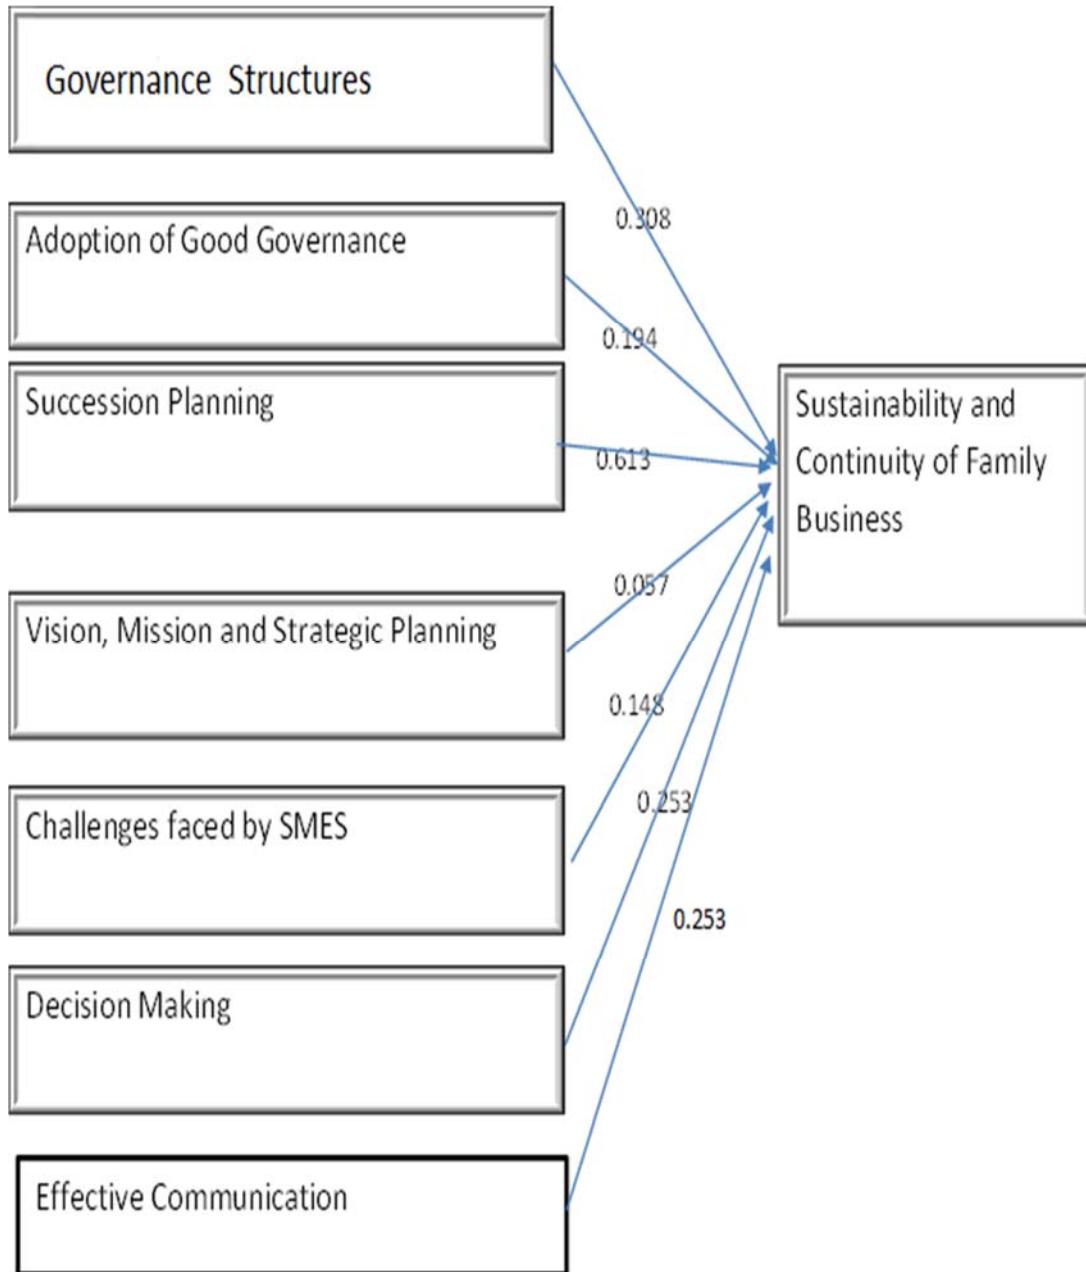 Governance Structures
0.308
Adoption of Good Governance
0.194
Succession Planning
0.613
Sustainability and
Continuity of Family
Business
Vision, Mission and Strategic Planning
0.057
0.148
Challenges faced by SMES
0.253
0.253
Decision Making
Effective Communication